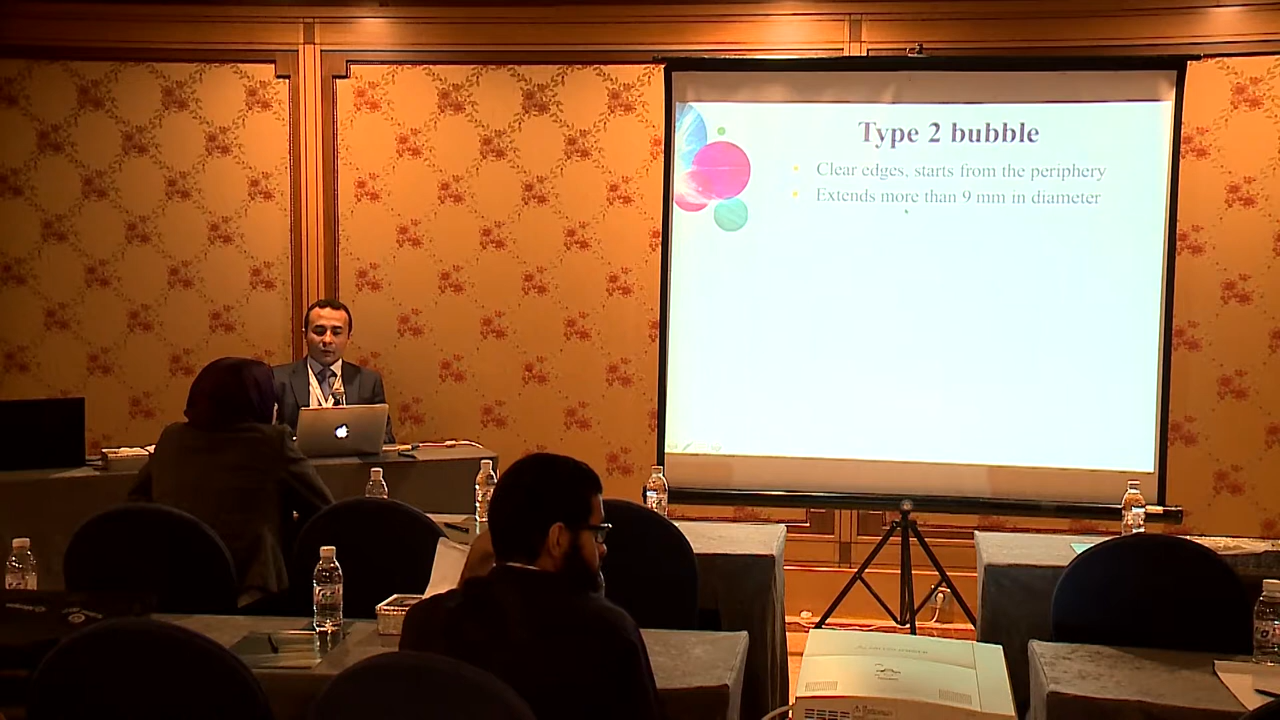 Type 2 bubble
Clear edges, starts from the periphery
Extends more than 9 mm in diameter